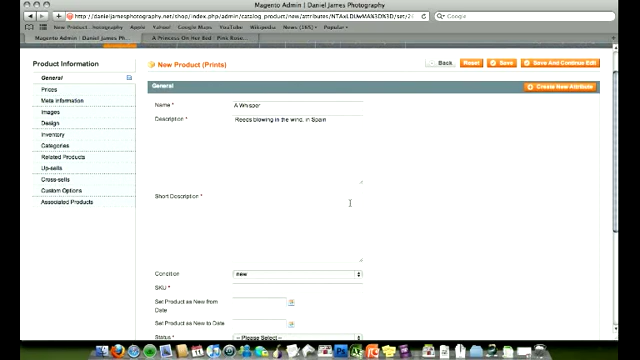 Magento Admin | Daniel James Photography
http://danieljamesphotography.net/shop/index.php/admin/catalog_product/new/attributes/
Google
Apple
Yahoo!
Google Maps
YouTube
Wikipedia
News (365)
Popular
Magento Admin | Daniel James Ph...
A Princess On Her Bed
Product Information
General
Prices
Meta Information
Images
Design
Inventory
Categories
Related Products
Up-sells
Cross-sells
Custom Options
Associated Products
New Product (Prints)
Back
Reset
Save
Save And Continue Edit
General
Create New Attribute
Name *
A Whisper
Description *
Reeds blowing in the wind, in Spain
Short Description *
Condition
new
SKU *
Set Product as New from
Date
Set Product as New to Date
Status *
-- Please Select --